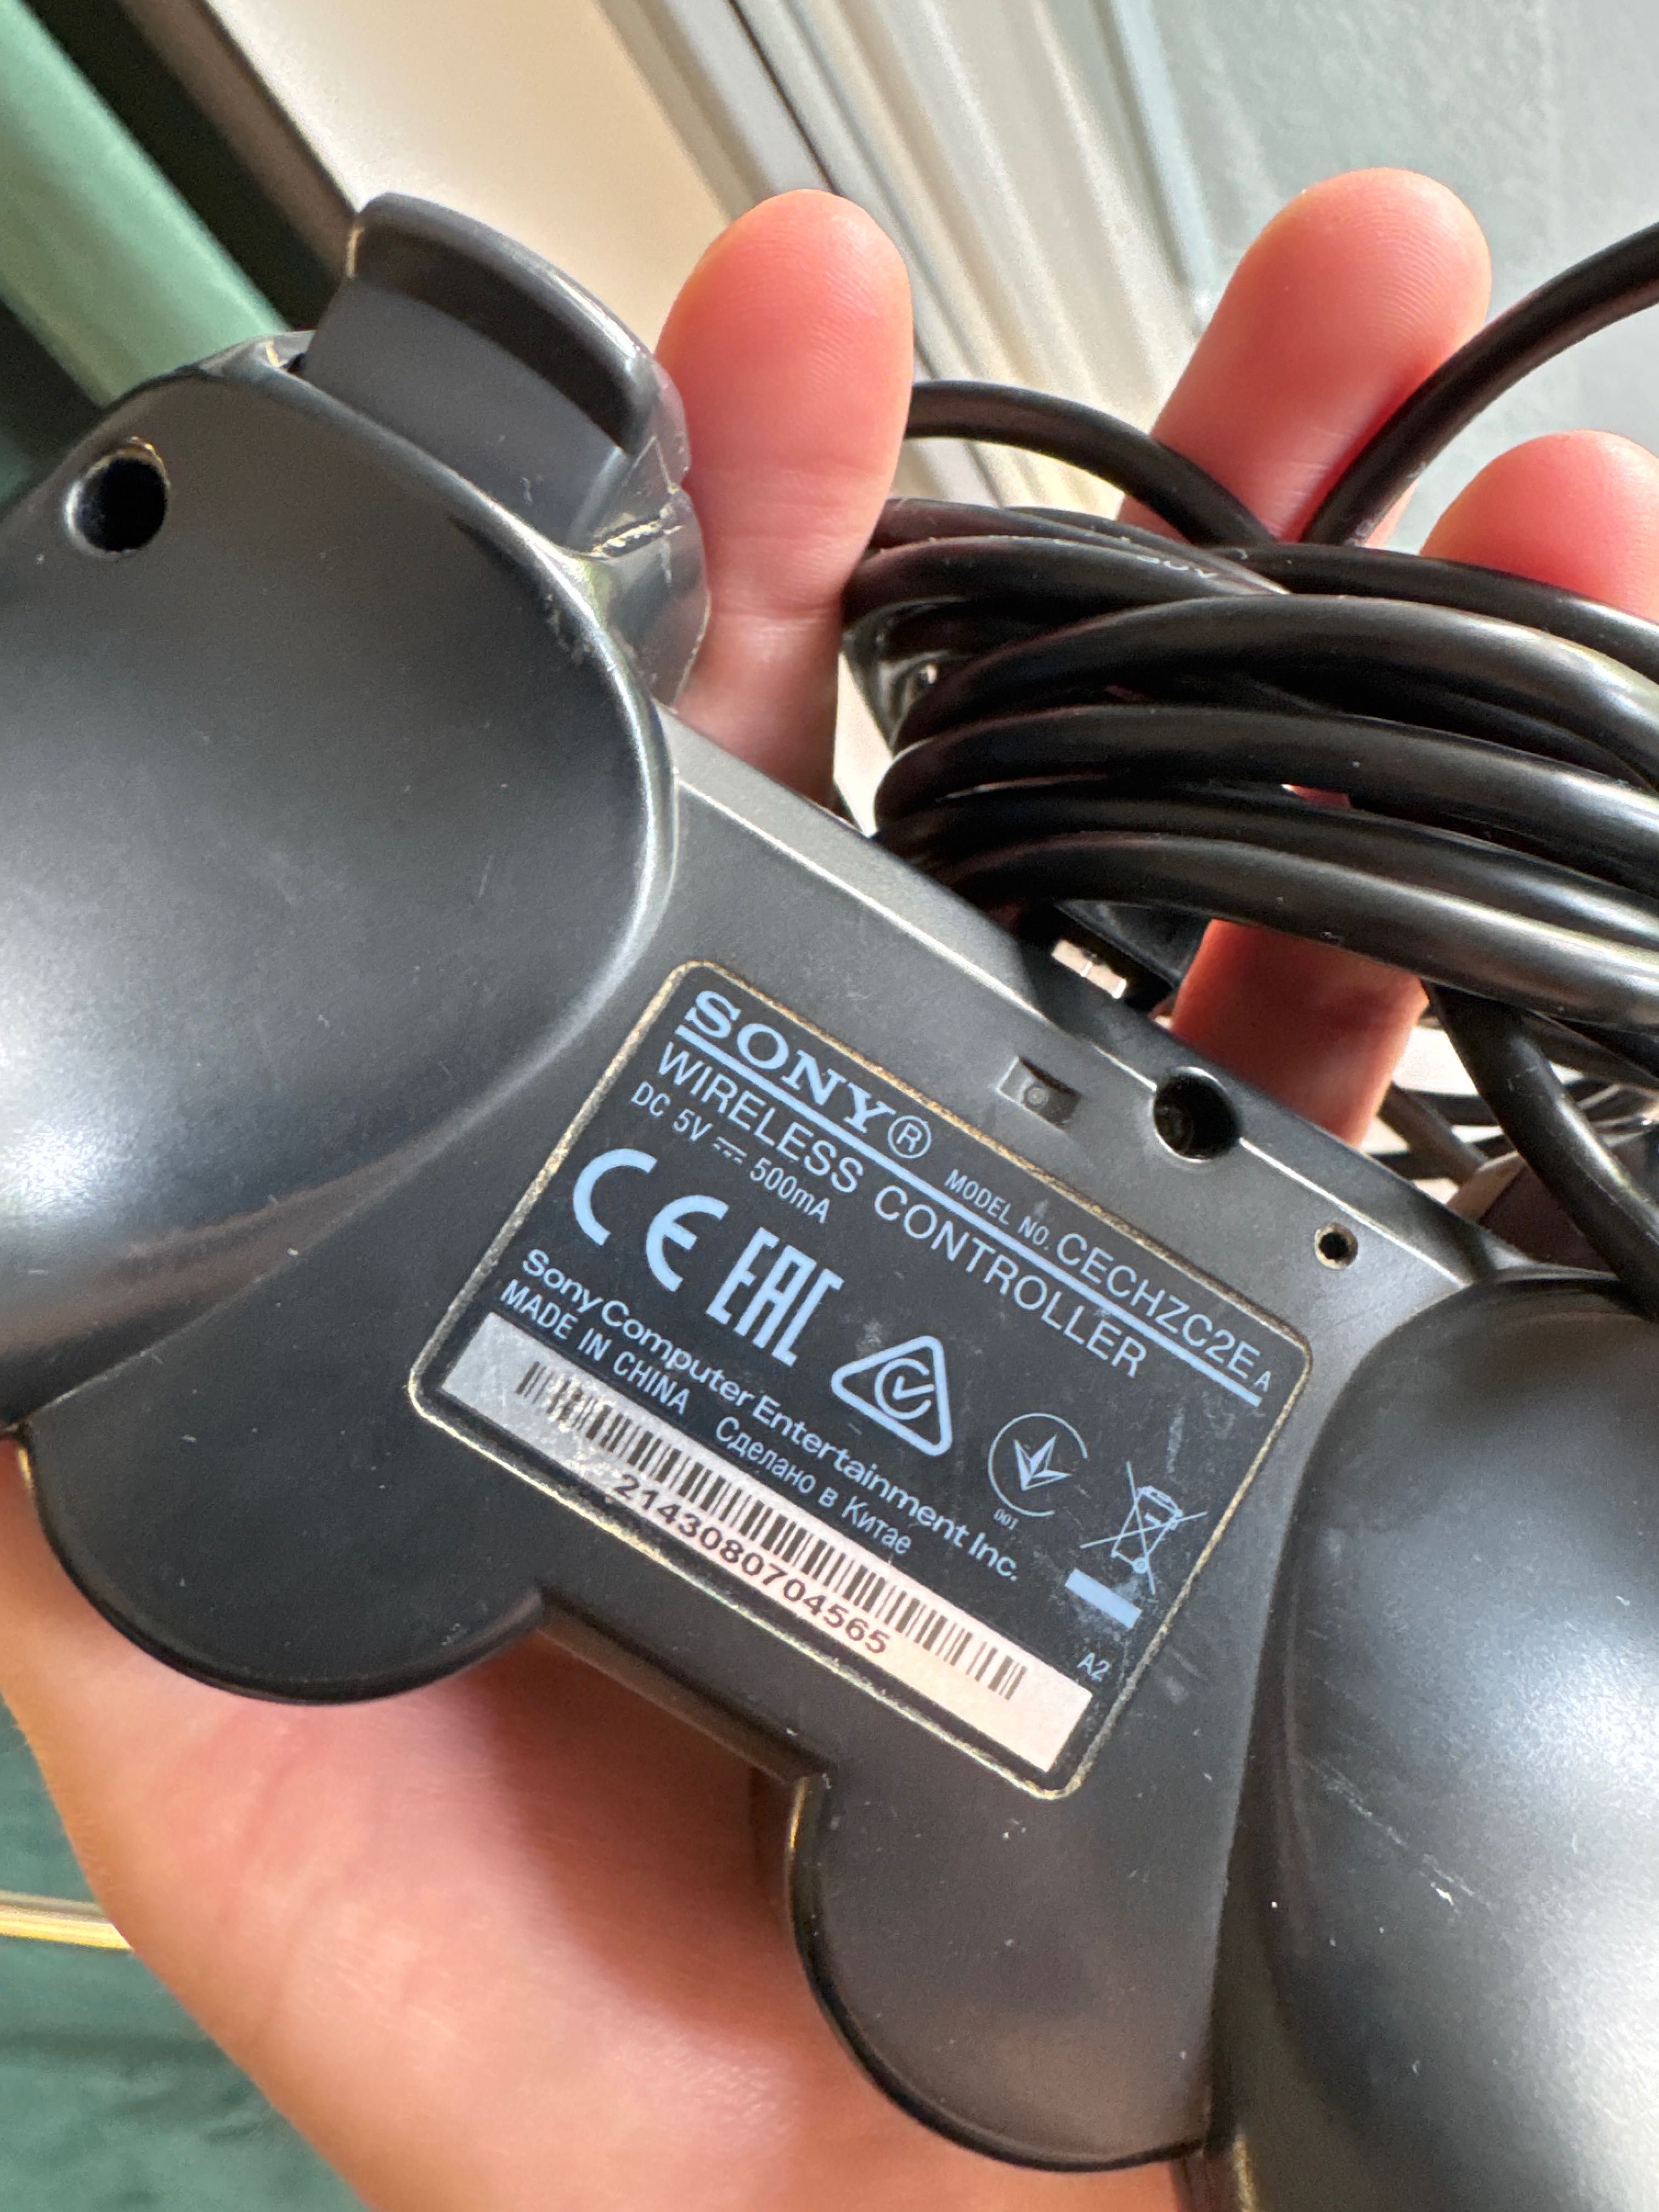 SONY® MODEL NO. CECHZC2E A
WIRELESS CONTROLLER
DC 5V ⎓ 500mA
CE EAC
001
Sony Computer Entertainment Inc.
MADE IN CHINA Сделано в Китае
A2
2143080704565